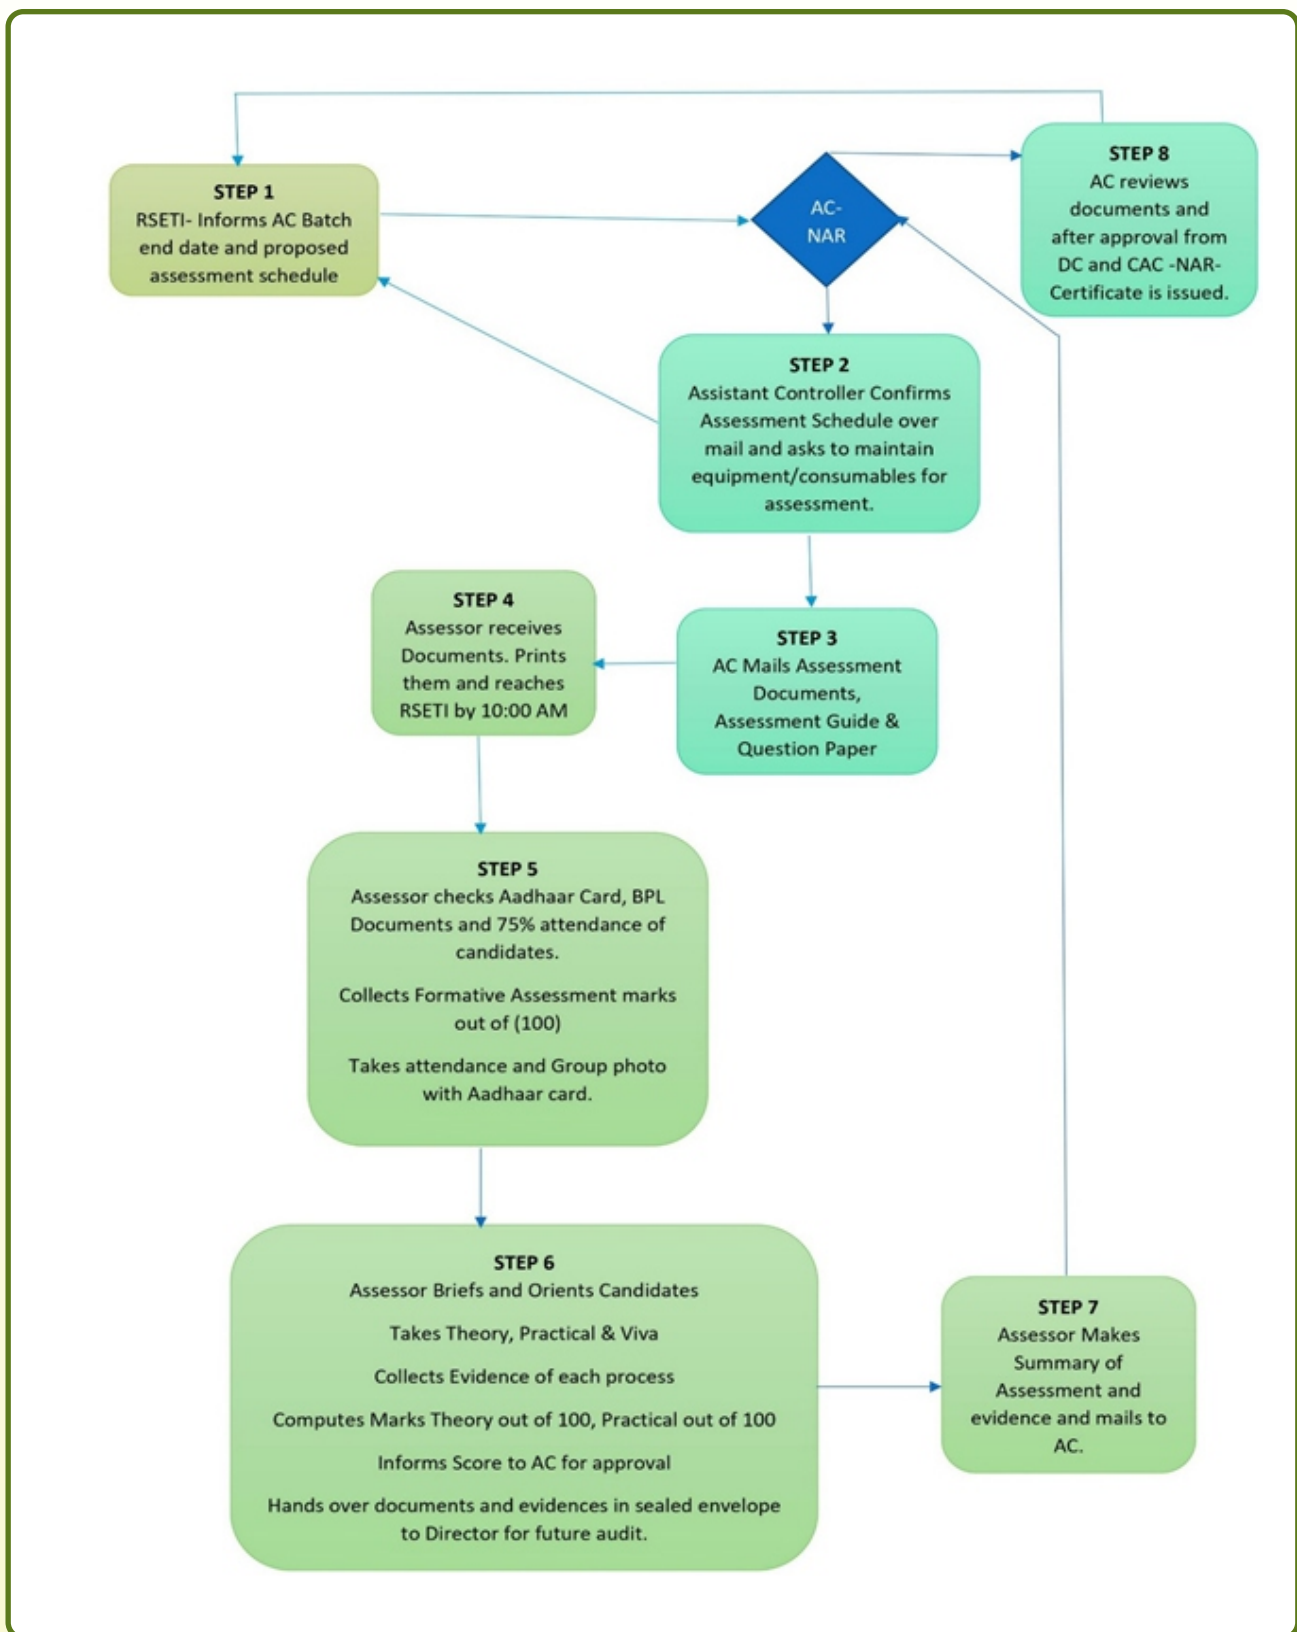 STEP 1
RSETI- Informs AC Batch
end date and proposed
assessment schedule
AC-
NAR
STEP 8
AC reviews
documents and
after approval from
DC and CAC -NAR-
Certificate is issued.
STEP 2
Assistant Controller Confirms
Assessment Schedule over
mail and asks to maintain
equipment/consumables for
assessment.
STEP 3
AC Mails Assessment
Documents,
Assessment Guide &
Question Paper
STEP 4
Assessor receives
Documents. Prints
them and reaches
RSETI by 10:00 AM
STEP 5
Assessor checks Aadhaar Card, BPL
Documents and 75% attendance of
candidates.
Collects Formative Assessment marks
out of (100)
Takes attendance and Group photo
with Aadhaar card.
STEP 6
Assessor Briefs and Orients Candidates
Takes Theory, Practical & Viva
Collects Evidence of each process
Computes Marks Theory out of 100, Practical out of 100
Informs Score to AC for approval
Hands over documents and evidences in sealed envelope
to Director for future audit.
STEP 7
Assessor Makes
Summary of
Assessment and
evidence and mails to
AC.